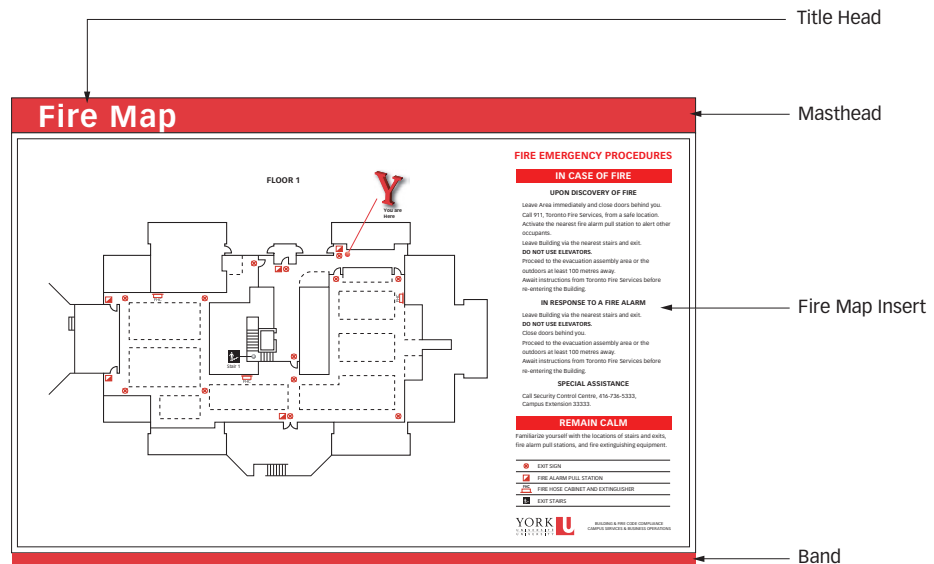 Title Head
Fire Map
Masthead
FIRE EMERGENCY PROCEDURES
IN CASE OF FIRE
UPON DISCOVERY OF FIRE
Leave Area immediately and close doors behind you.
Call 911, Toronto Fire Services, from a safe location.
Activate the nearest fire alarm pull station to alert other
occupants.
Leave Building via the nearest stairs and exit.
DO NOT USE ELEVATORS.
Proceed to the evacuation assembly area or the
outdoors at least 100 metres away.
Await instructions from Toronto Fire Services before
re-entering the Building.
IN RESPONSE TO A FIRE ALARM
Leave Building via the nearest stairs and exit.
DO NOT USE ELEVATORS.
Close doors behind you.
Proceed to the evacuation assembly area or the
outdoors at least 100 metres away.
Await instructions from Toronto Fire Services before
re-entering the Building.
SPECIAL ASSISTANCE
Call Security Control Centre, 416-736-5333,
Campus Extension 33333.
REMAIN CALM
Familiarize yourself with the locations of stairs and exits,
fire alarm pull stations, and fire extinguishing equipment.
EXIT SIGN
FIRE ALARM PULL STATION
FHC
FIRE HOSE CABINET AND EXTINGUISHER
EXIT STAIRS
YORK U
UNIVERSITÉ
UNIVERSITY
BUILDING & FIRE CODE COMPLIANCE
CAMPUS SERVICES & BUSINESS OPERATIONS
FLOOR 1
Y
You are
Here
FHC
FHC
FHC
Stair 1
Fire Map Insert
Band